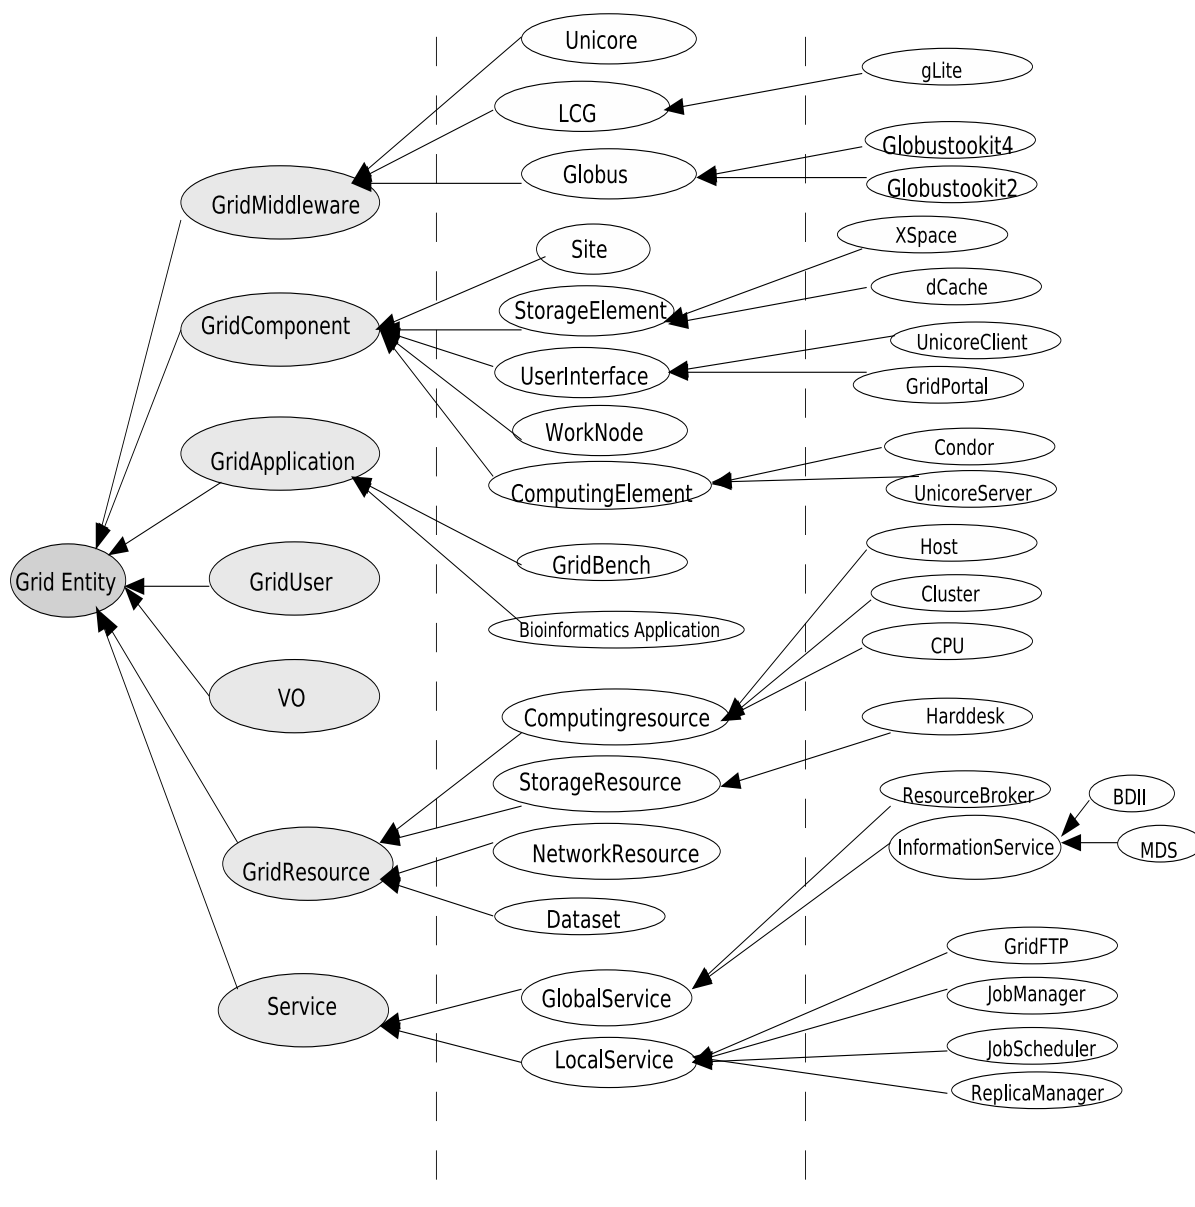 Unicore
gLite
LCG
Globustookit4
Globus
Globustookit2
GridMiddleware
XSpace
Site
dCache
StorageElement
GridComponent
UnicoreClient
UserInterface
GridPortal
WorkNode
Condor
GridApplication
ComputingElement
UnicoreServer
Host
GridBench
Grid Entity
GridUser
Cluster
Bioinformatics Application
CPU
VO
Computingresource
Harddesk
StorageResource
ResourceBroker
BDII
InformationService
MDS
NetworkResource
GridResource
Dataset
GridFTP
JobManager
GlobalService
Service
JobScheduler
LocalService
ReplicaManager